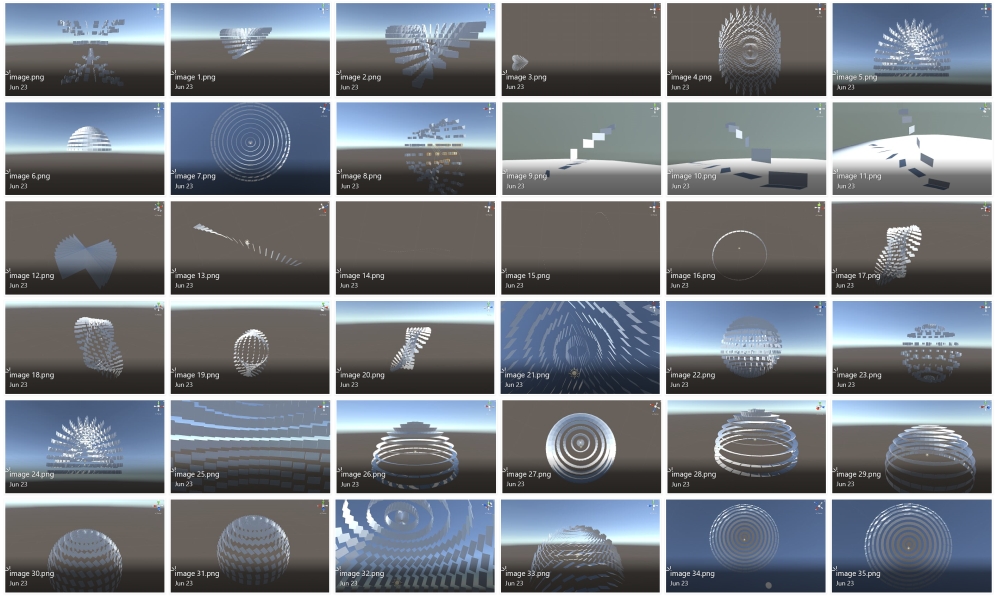 image.png
Jun 23
image 1.png
Jun 23
image 2.png
Jun 23
image 3.png
Jun 23
image 4.png
Jun 23
image 5.png
Jun 23
image 6.png
Jun 23
image 7.png
Jun 23
image 8.png
Jun 23
image 9.png
Jun 23
image 10.png
Jun 23
image 11.png
Jun 23
image 12.png
Jun 23
image 13.png
Jun 23
image 14.png
Jun 23
image 15.png
Jun 23
image 16.png
Jun 23
image 17.png
Jun 23
image 18.png
Jun 23
image 19.png
Jun 23
image 20.png
Jun 23
image 21.png
Jun 23
image 22.png
Jun 23
image 23.png
Jun 23
image 24.png
Jun 23
image 25.png
Jun 23
image 26.png
Jun 23
image 27.png
Jun 23
image 28.png
Jun 23
image 29.png
Jun 23
image 30.png
Jun 23
image 31.png
Jun 23
image 32.png
Jun 23
image 33.png
Jun 23
image 34.png
Jun 23
image 35.png
Jun 23